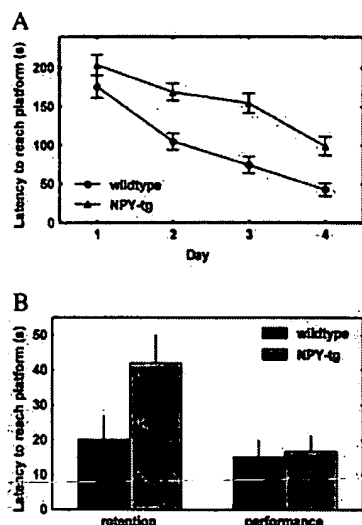 A
Latency to reach platform (s)
200
150
100
50
0
wildtype
NPY-tg
1 2 3 4
Day
B
Latency to reach platform (s)
50
40
30
20
10
0
wildtype
NPY-tg
retention performance